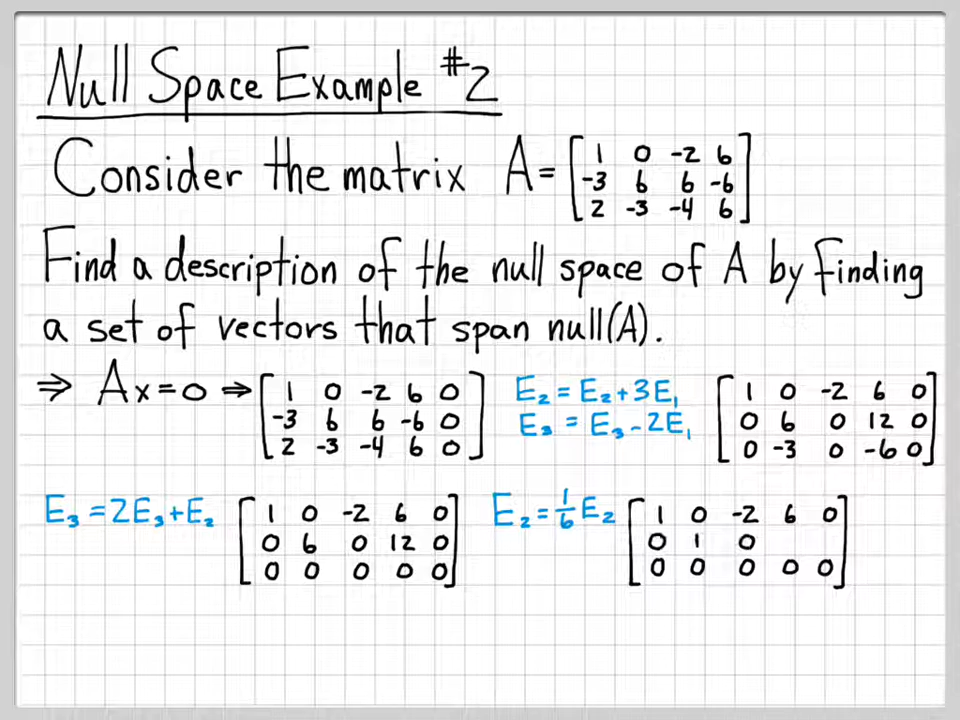 Null Space Example #2
Consider the matrix A = [ 1 0 -2 6
-3 6 6 -6
2 -3 -4 6 ]
Find a description of the null space of A by finding
a set of vectors that span null(A).
⇒ Ax=0 ⇒ [ 1 0 -2 6 0
-3 6 6 -6 0
2 -3 -4 6 0 ]
E₂ = E₂+3E₁
E₃ = E₃-2E₁
[ 1 0 -2 6 0
0 6 0 12 0
0 -3 0 -6 0 ]
E₃=2E₃+E₂
[ 1 0 -2 6 0
0 6 0 12 0
0 0 0 0 0 ]
E₂=1/6E₂
[ 1 0 -2 6 0
0 1 0
0 0 0 0 0 ]